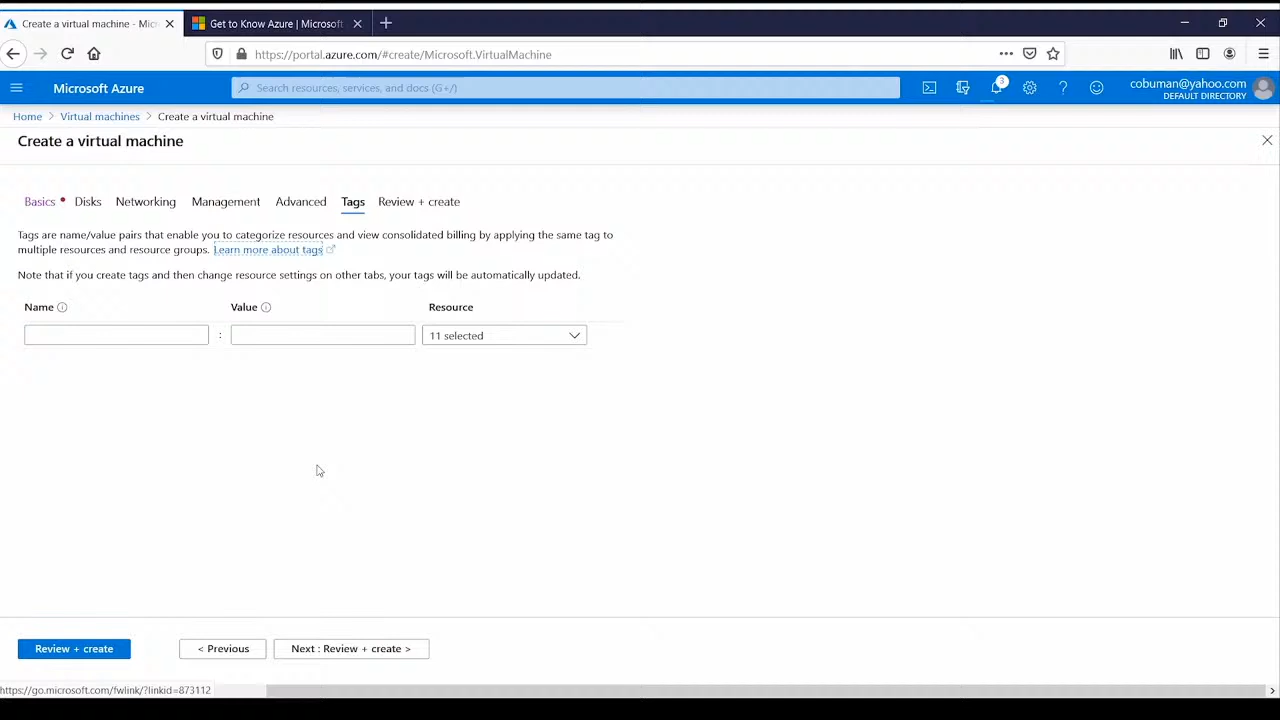 Create a virtual machine - Micr
Get to Know Azure | Microsoft
https://portal.azure.com/#create/Microsoft.VirtualMachine
Microsoft Azure
Search resources, services, and docs (G+/)
3
cobuman@yahoo.com
DEFAULT DIRECTORY
Home > Virtual machines > Create a virtual machine
Create a virtual machine
Basics Disks Networking Management Advanced Tags Review + create
Tags are name/value pairs that enable you to categorize resources and view consolidated billing by applying the same tag to
multiple resources and resource groups. Learn more about tags
Note that if you create tags and then change resource settings on other tabs, your tags will be automatically updated.
Name Value Resource
: 11 selected
Review + create < Previous Next : Review + create >
https://go.microsoft.com/fwlink/?linkid=873112